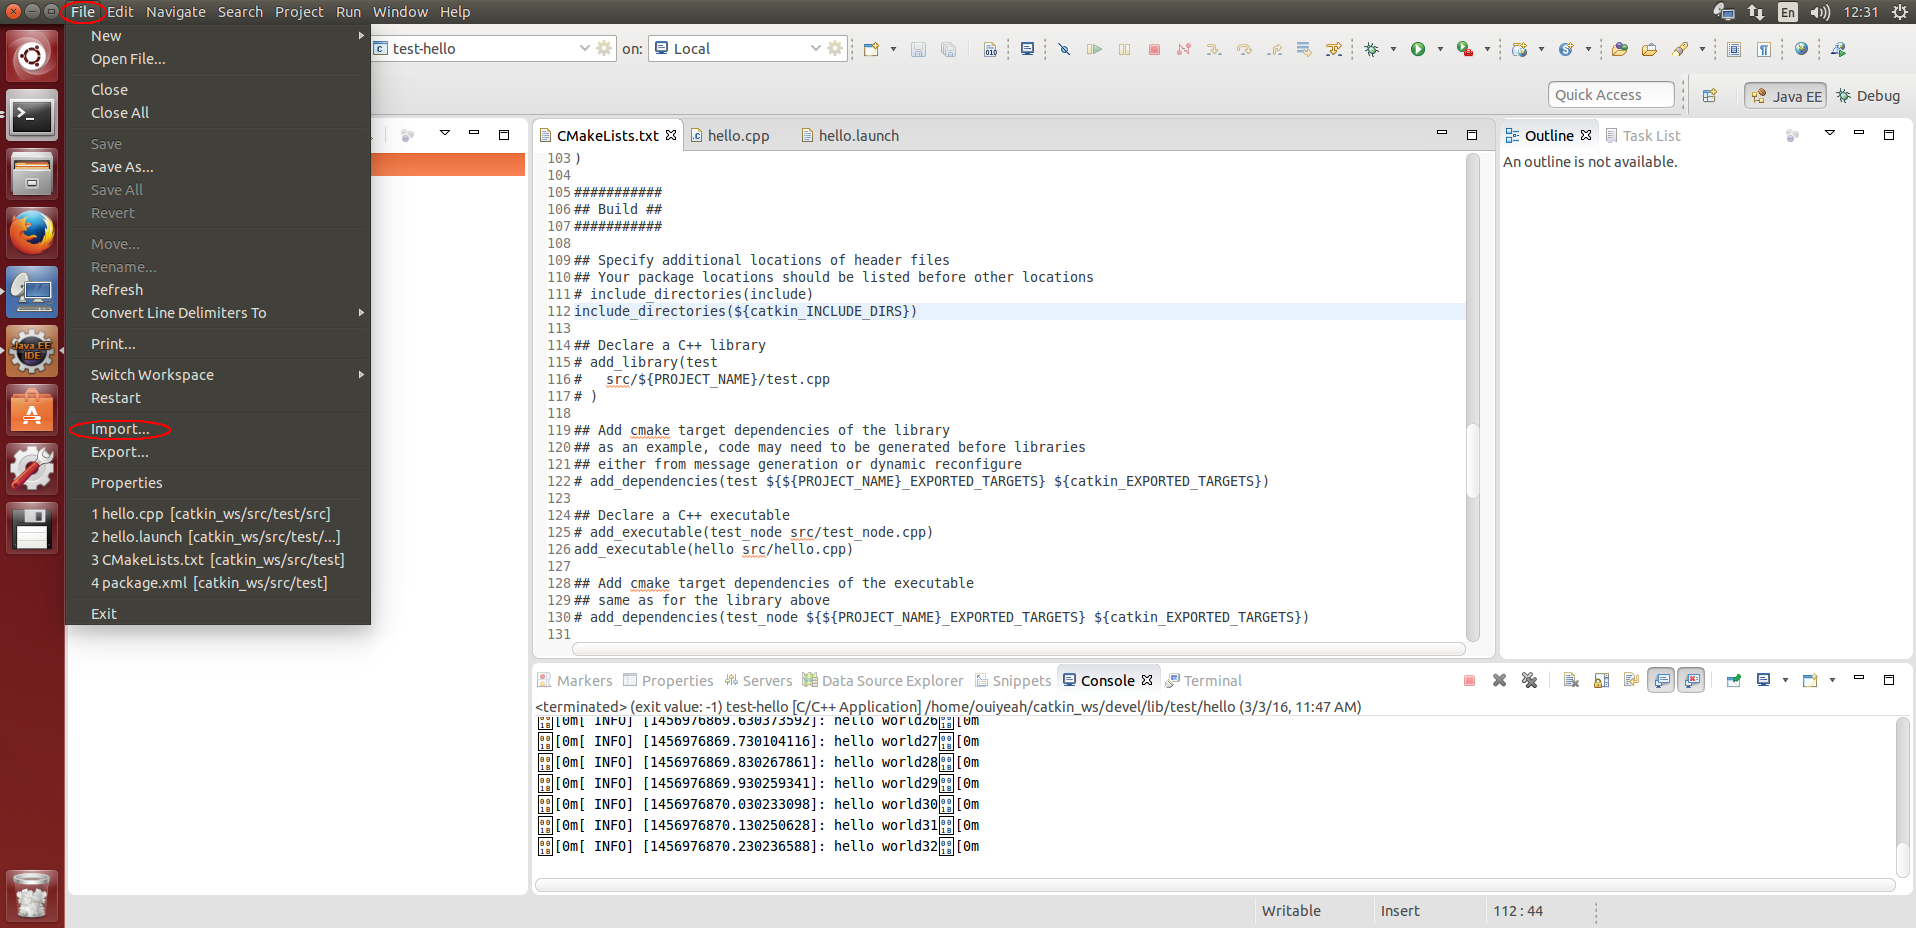 File Edit Navigate Search Project Run Window Help
En
12:31
New
Open File...
Close
Close All
Save
Save As...
Save All
Revert
Move...
Rename...
Refresh
Convert Line Delimiters To
Print...
Switch Workspace
Restart
Import...
Export...
Properties
1 hello.cpp [catkin_ws/src/test/src]
2 hello.launch [catkin_ws/src/test/...]
3 CMakeLists.txt [catkin_ws/src/test]
4 package.xml [catkin_ws/src/test]
Exit
Java EE
IDE
test-hello
on:
Local
Quick Access
Java EE
Debug
CMakeLists.txt
hello.cpp
hello.launch
103 )
104
105 ###########
106 ## Build ##
107 ###########
108
109 ## Specify additional locations of header files
110 ## Your package locations should be listed before other locations
111 # include_directories(include)
112 include_directories(${catkin_INCLUDE_DIRS})
113
114 ## Declare a C++ library
115 # add_library(test
116 #   src/${PROJECT_NAME}/test.cpp
117 # )
118
119 ## Add cmake target dependencies of the library
120 ## as an example, code may need to be generated before libraries
121 ## either from message generation or dynamic reconfigure
122 # add_dependencies(test ${${PROJECT_NAME}_EXPORTED_TARGETS} ${catkin_EXPORTED_TARGETS})
123
124 ## Declare a C++ executable
125 # add_executable(test_node src/test_node.cpp)
126 add_executable(hello src/hello.cpp)
127
128 ## Add cmake target dependencies of the executable
129 ## same as for the library above
130 # add_dependencies(test_node ${${PROJECT_NAME}_EXPORTED_TARGETS} ${catkin_EXPORTED_TARGETS})
131
Outline
Task List
An outline is not available.
Markers
Properties
Servers
Data Source Explorer
Snippets
Console
Terminal
<terminated> (exit value: -1) test-hello [C/C++ Application] /home/ouiyeah/catkin_ws/devel/lib/test/hello (3/3/16, 11:47 AM)
[0m[ INFO] [1456976869.630373592]: hello world26[0m
[0m[ INFO] [1456976869.730104116]: hello world27[0m
[0m[ INFO] [1456976869.830267861]: hello world28[0m
[0m[ INFO] [1456976869.930259341]: hello world29[0m
[0m[ INFO] [1456976870.030233098]: hello world30[0m
[0m[ INFO] [1456976870.130250628]: hello world31[0m
[0m[ INFO] [1456976870.230236588]: hello world32[0m
Writable
Insert
112 : 44